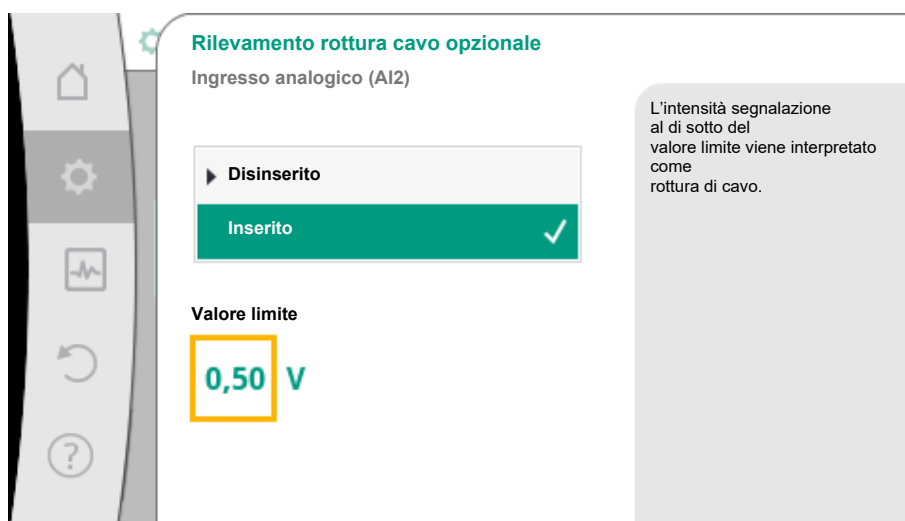 Rilevamento rottura cavo opzionale
Ingresso analogico (AI2)
L'intensità segnalazione
al di sotto del
valore limite viene interpretato
come
rottura di cavo.
Disinserito
Inserito
Valore limite
0,50 V
?